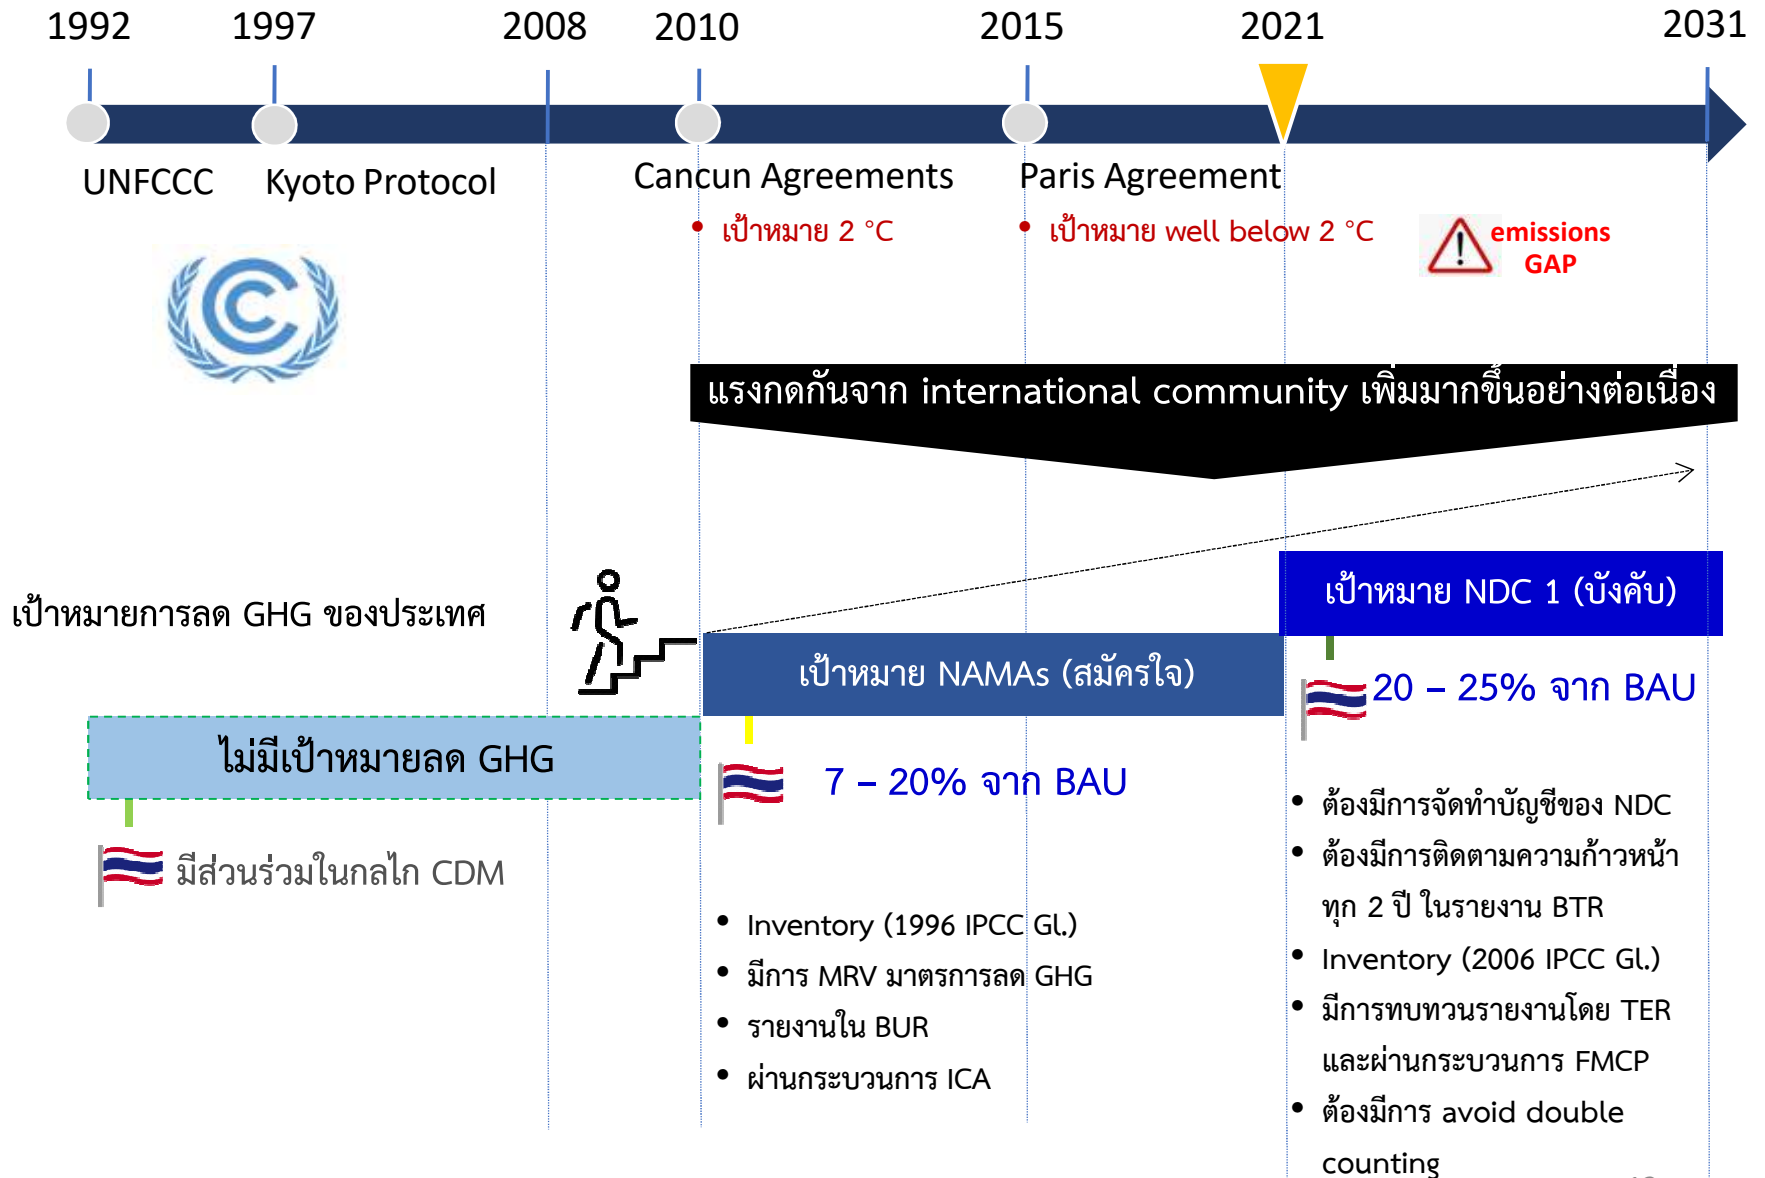 1992 1997 2008 2010 2015 2021 2031
UNFCCC Kyoto Protocol Cancun Agreements Paris Agreement
• เป้าหมาย 2 °C
• เป้าหมาย well below 2 °C
emissions
GAP
แรงกดกันจาก international community เพิ่มมากขึ้นอย่างต่อเนื่อง
เป้าหมายการลด GHG ของประเทศ
เป้าหมาย NDC 1 (บังคับ)
เป้าหมาย NAMAs (สมัครใจ)
20 – 25% จาก BAU
ไม่มีเป้าหมายลด GHG
7 – 20% จาก BAU
มีส่วนร่วมในกลไก CDM
• Inventory (1996 IPCC Gl.)
• มีการ MRV มาตรการลด GHG
• รายงานใน BUR
• ผ่านกระบวนการ ICA
• ต้องมีการจัดทำบัญชีของ NDC
• ต้องมีการติดตามความก้าวหน้า
ทุก 2 ปี ในรายงาน BTR
• Inventory (2006 IPCC Gl.)
• มีการทบทวนรายงานโดย TER
และผ่านกระบวนการ FMCP
• ต้องมีการ avoid double
counting